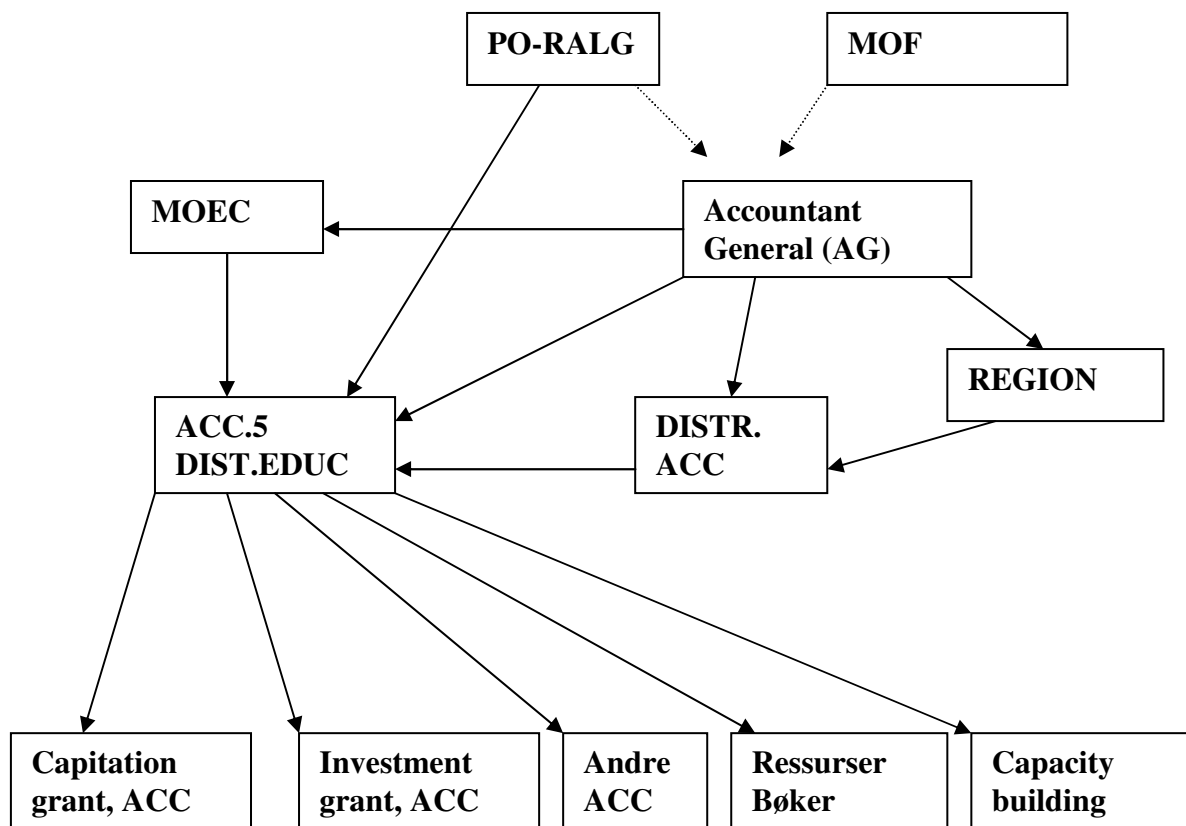 PO-RALG
MOF
MOEC
Accountant
General (AG)
REGION
ACC.5
DIST.EDUC
DISTR.
ACC
Capitation
grant, ACC
Investment
grant, ACC
Andre
ACC
Ressurser
Bøker
Capacity
building